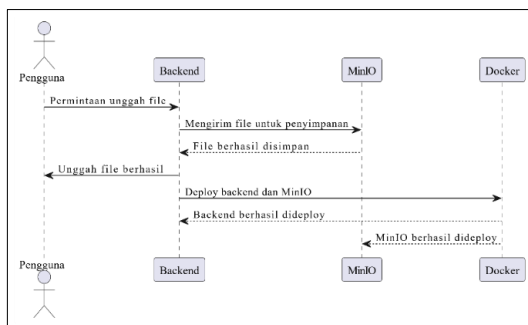 Pengguna
Backend
MinIO
Docker
Permintaan unggah file
Mengirim file untuk penyimpanan
File berhasil disimpan
Unggah file berhasil
Deploy backend dan MinIO
Backend berhasil dideploy
MinIO berhasil dideploy
Pengguna
Backend
MinIO
Docker